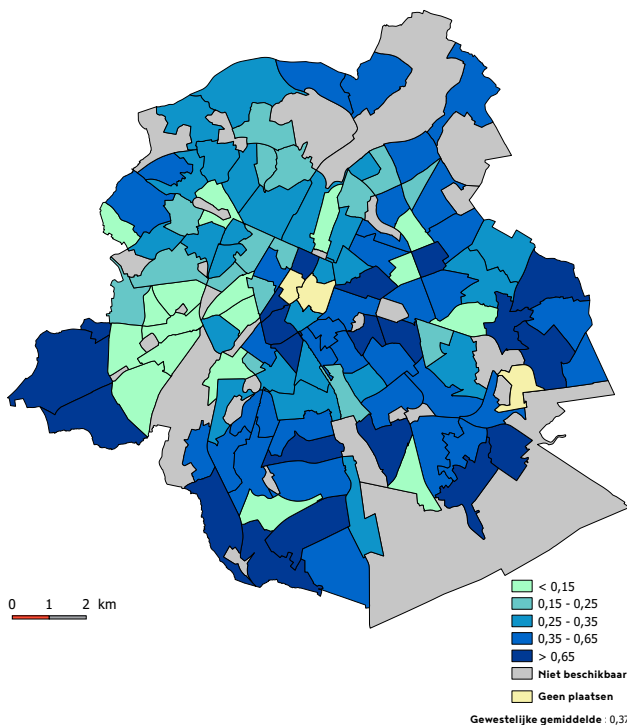 0 1 2 km
< 0,15
0,15 - 0,25
0,25 - 0,35
0,35 - 0,65
> 0,65
Niet beschikbaar
Geen plaatsen
Gewestelijke gemiddelde : 0,37